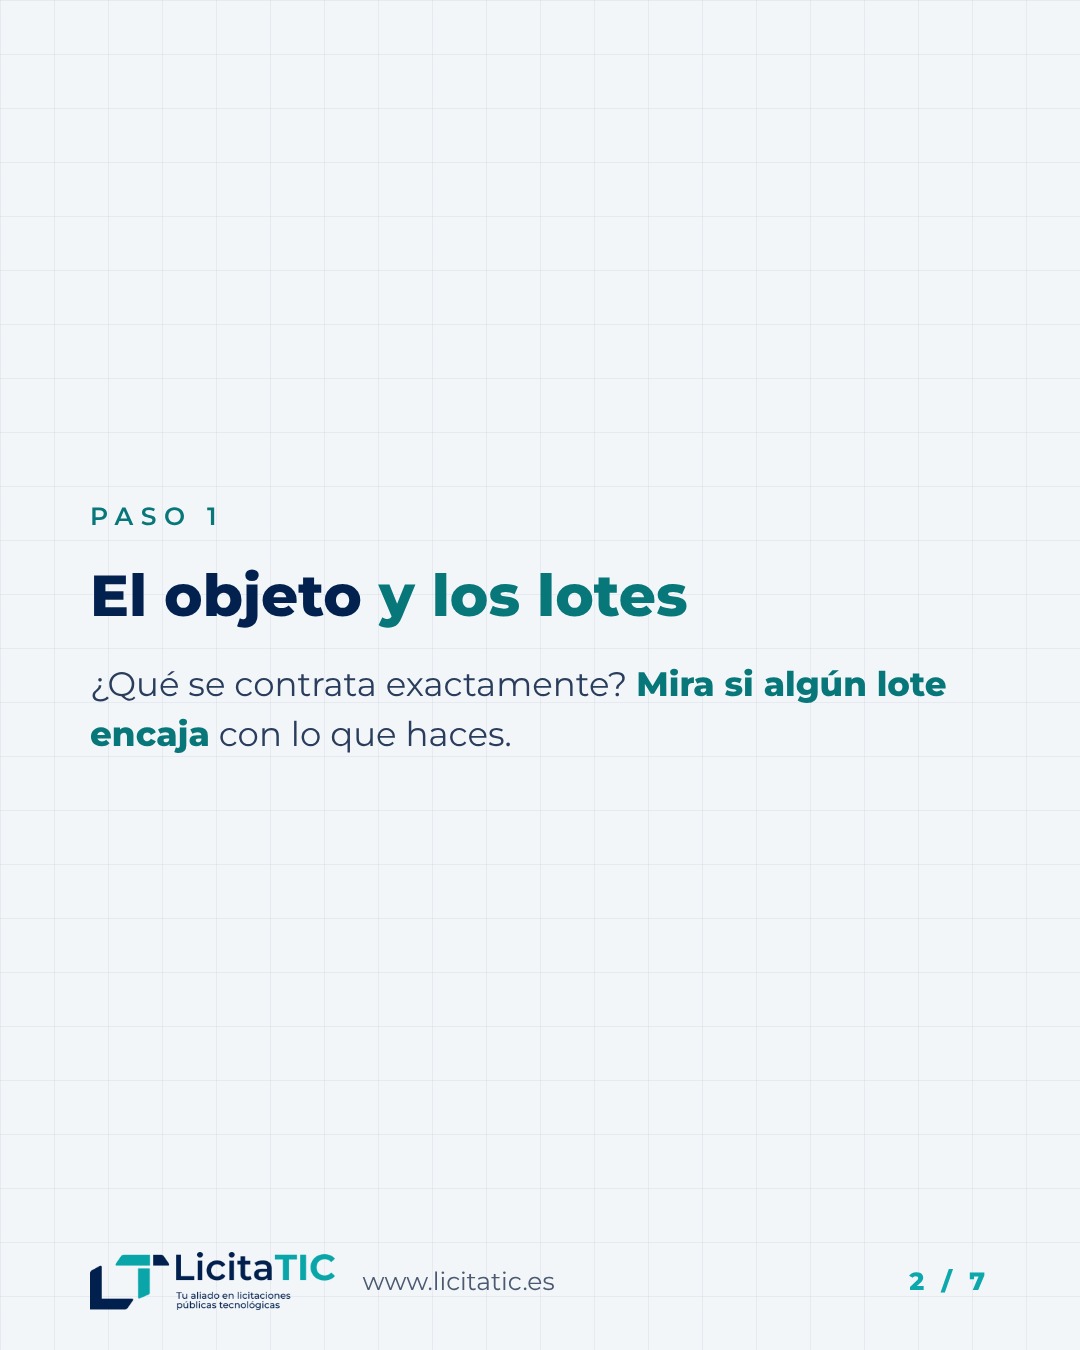 PASO 1
El objeto y los lotes
¿Qué se contrata exactamente? Mira si algún lote
encaja con lo que haces.
LicitaTIC
Tu aliado en licitaciones
públicas tecnológicas
www.licitatic.es
2 / 7